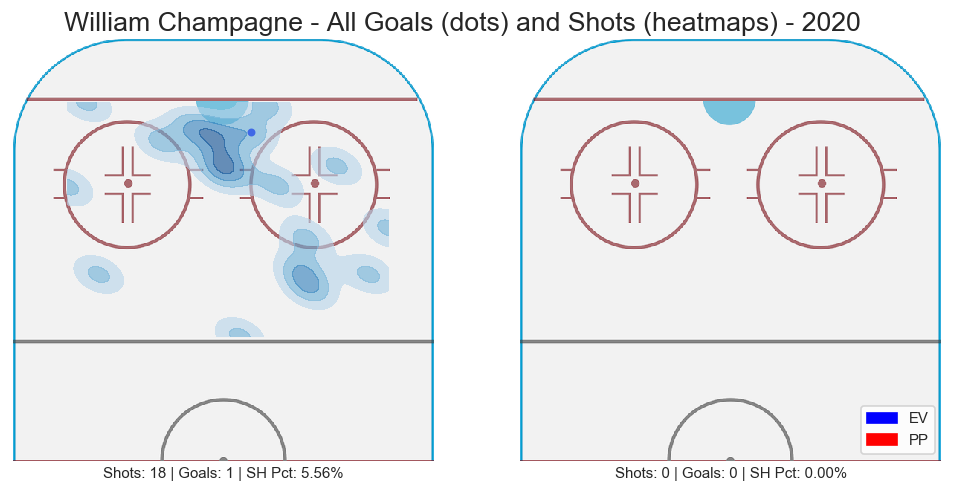 William Champagne - All Goals (dots) and Shots (heatmaps) - 2020
EV
PP
Shots: 18 | Goals: 1 | SH Pct: 5.56%
Shots: 0 | Goals: 0 | SH Pct: 0.00%